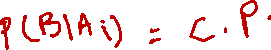 P(B|Ai) = C.P.